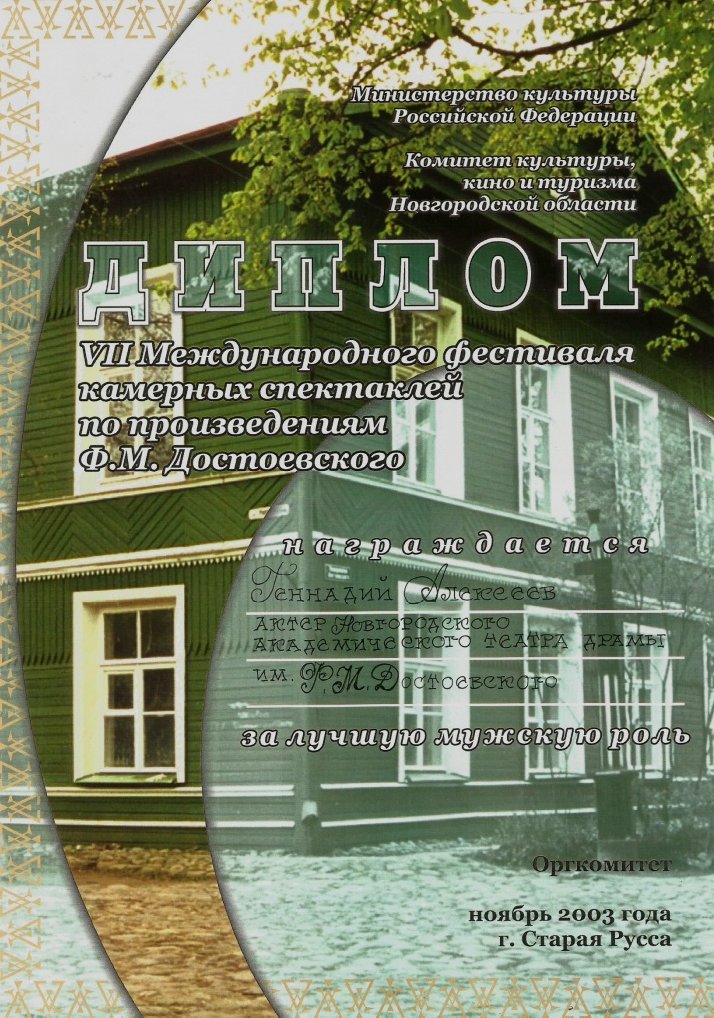 Министерство культуры
Российской Федерации
Комитет культуры,
кино и туризма
Новгородской области
ДИПЛОМ
VII Международного фестиваля
камерных спектаклей
по произведениям
Ф.М. Достоевского
награждается
Геннадий Алексеев
актер Новгородского
академического театра драмы
им. Ф.М. Достоевского
за лучшую мужскую роль
Оргкомитет
ноябрь 2003 года
г. Старая Русса